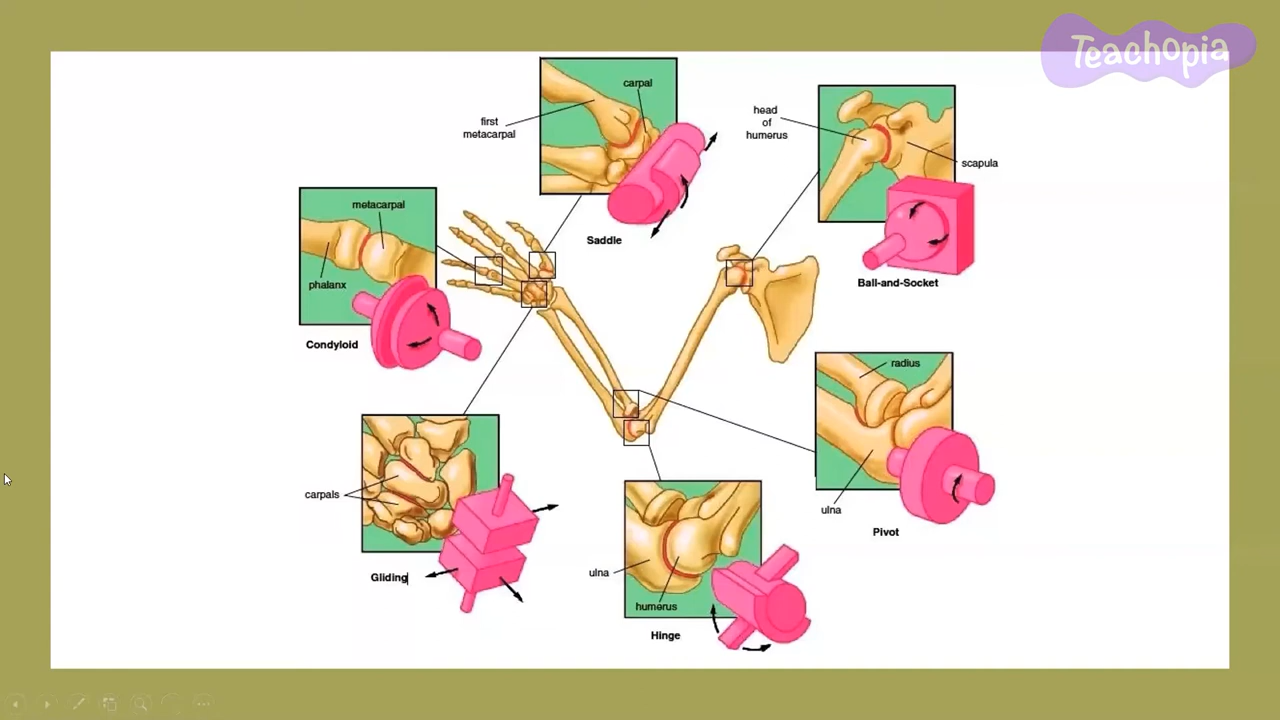 Teachopia
carpal
first
metacarpal
Saddle
head
of
humerus
scapula
Ball-and-Socket
metacarpal
phalanx
Condyloid
radius
ulna
Pivot
carpals
Gliding
ulna
humerus
Hinge